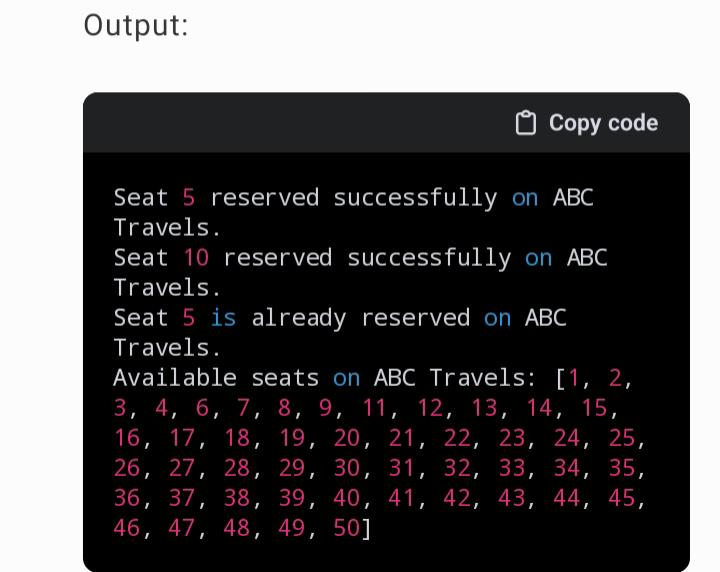 Output:
Copy code
Seat 5 reserved successfully on ABC
Travels.
Seat 10 reserved successfully on ABC
Travels.
Seat 5 is already reserved on ABC
Travels.
Available seats on ABC Travels: [1, 2,
3, 4, 6, 7, 8, 9, 11, 12, 13, 14, 15,
16, 17, 18, 19, 20, 21, 22, 23, 24, 25,
26, 27, 28, 29, 30, 31, 32, 33, 34, 35,
36, 37, 38, 39, 40, 41, 42, 43, 44, 45,
46, 47, 48, 49, 50]